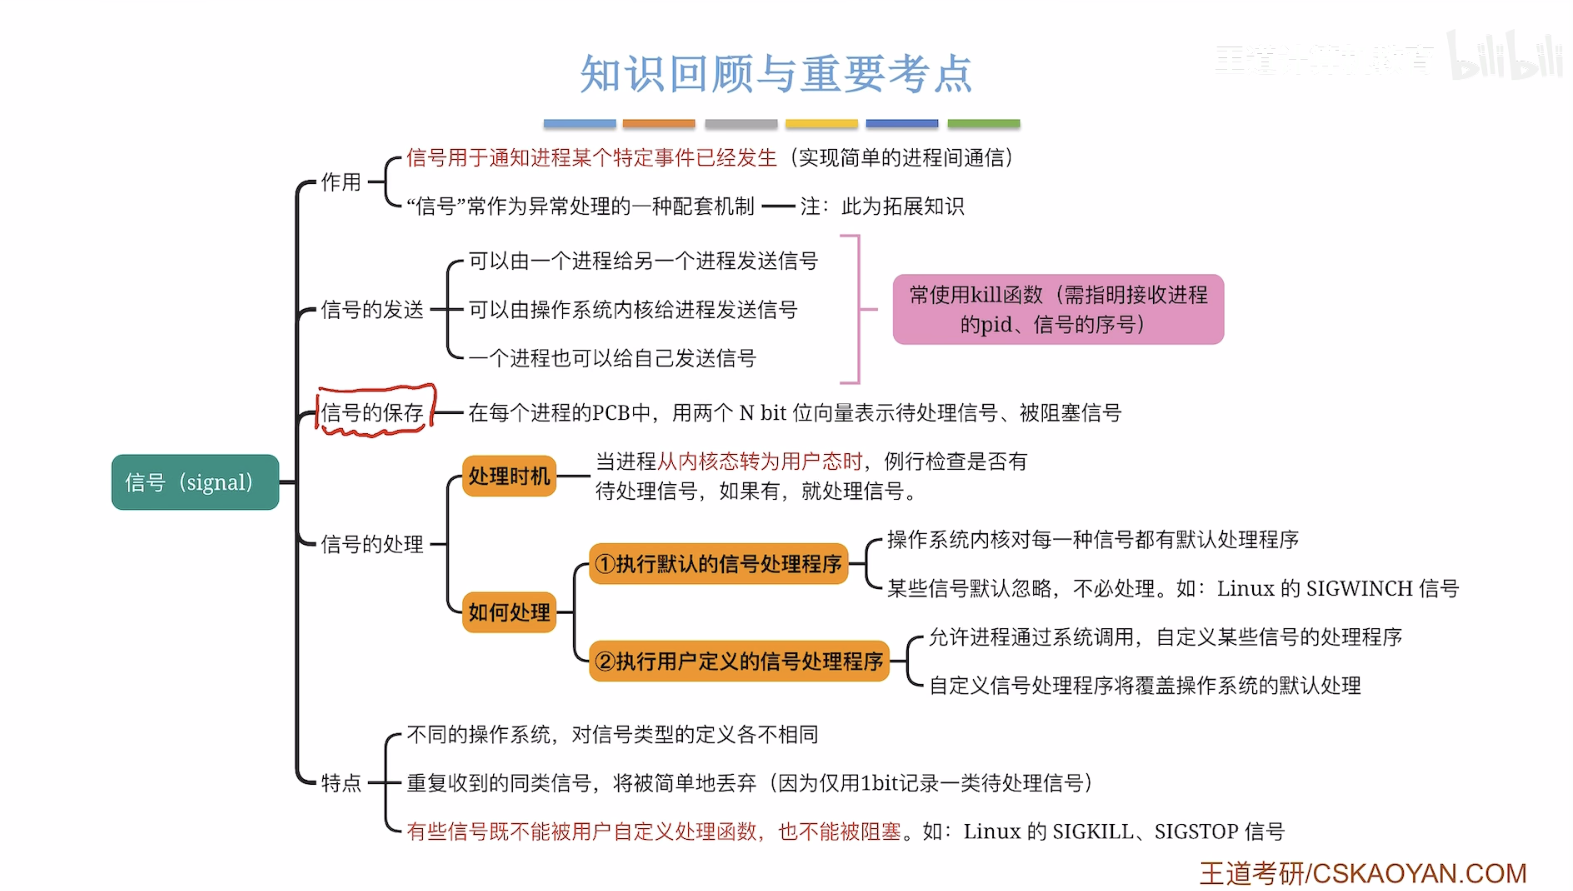 知识回顾与重要考点
bilibili
作用
信号用于通知进程某个特定事件已经发生（实现简单的进程间通信）
“信号”常作为异常处理的一种配套机制
注：此为拓展知识
信号的发送
可以由一个进程给另一个进程发送信号
可以由操作系统内核给进程发送信号
一个进程也可以给自己发送信号
常使用kill函数（需指明接收进程
的pid、信号的序号）
信号的保存
在每个进程的PCB中，用两个 N bit 位向量表示待处理信号、被阻塞信号
信号（signal）
信号的处理
处理时机
当进程从内核态转为用户态时，例行检查是否有
待处理信号，如果有，就处理信号。
如何处理
①执行默认的信号处理程序
操作系统内核对每一种信号都有默认处理程序
某些信号默认忽略，不必处理。如：Linux 的 SIGWINCH 信号
②执行用户定义的信号处理程序
允许进程通过系统调用，自定义某些信号的处理程序
自定义信号处理程序将覆盖操作系统的默认处理
特点
不同的操作系统，对信号类型的定义各不相同
重复收到的同类信号，将被简单地丢弃（因为仅用1bit记录一类待处理信号）
有些信号既不能被用户自定义处理函数，也不能被阻塞。如：Linux 的 SIGKILL、SIGSTOP 信号
王道考研/CSKAOYAN.COM